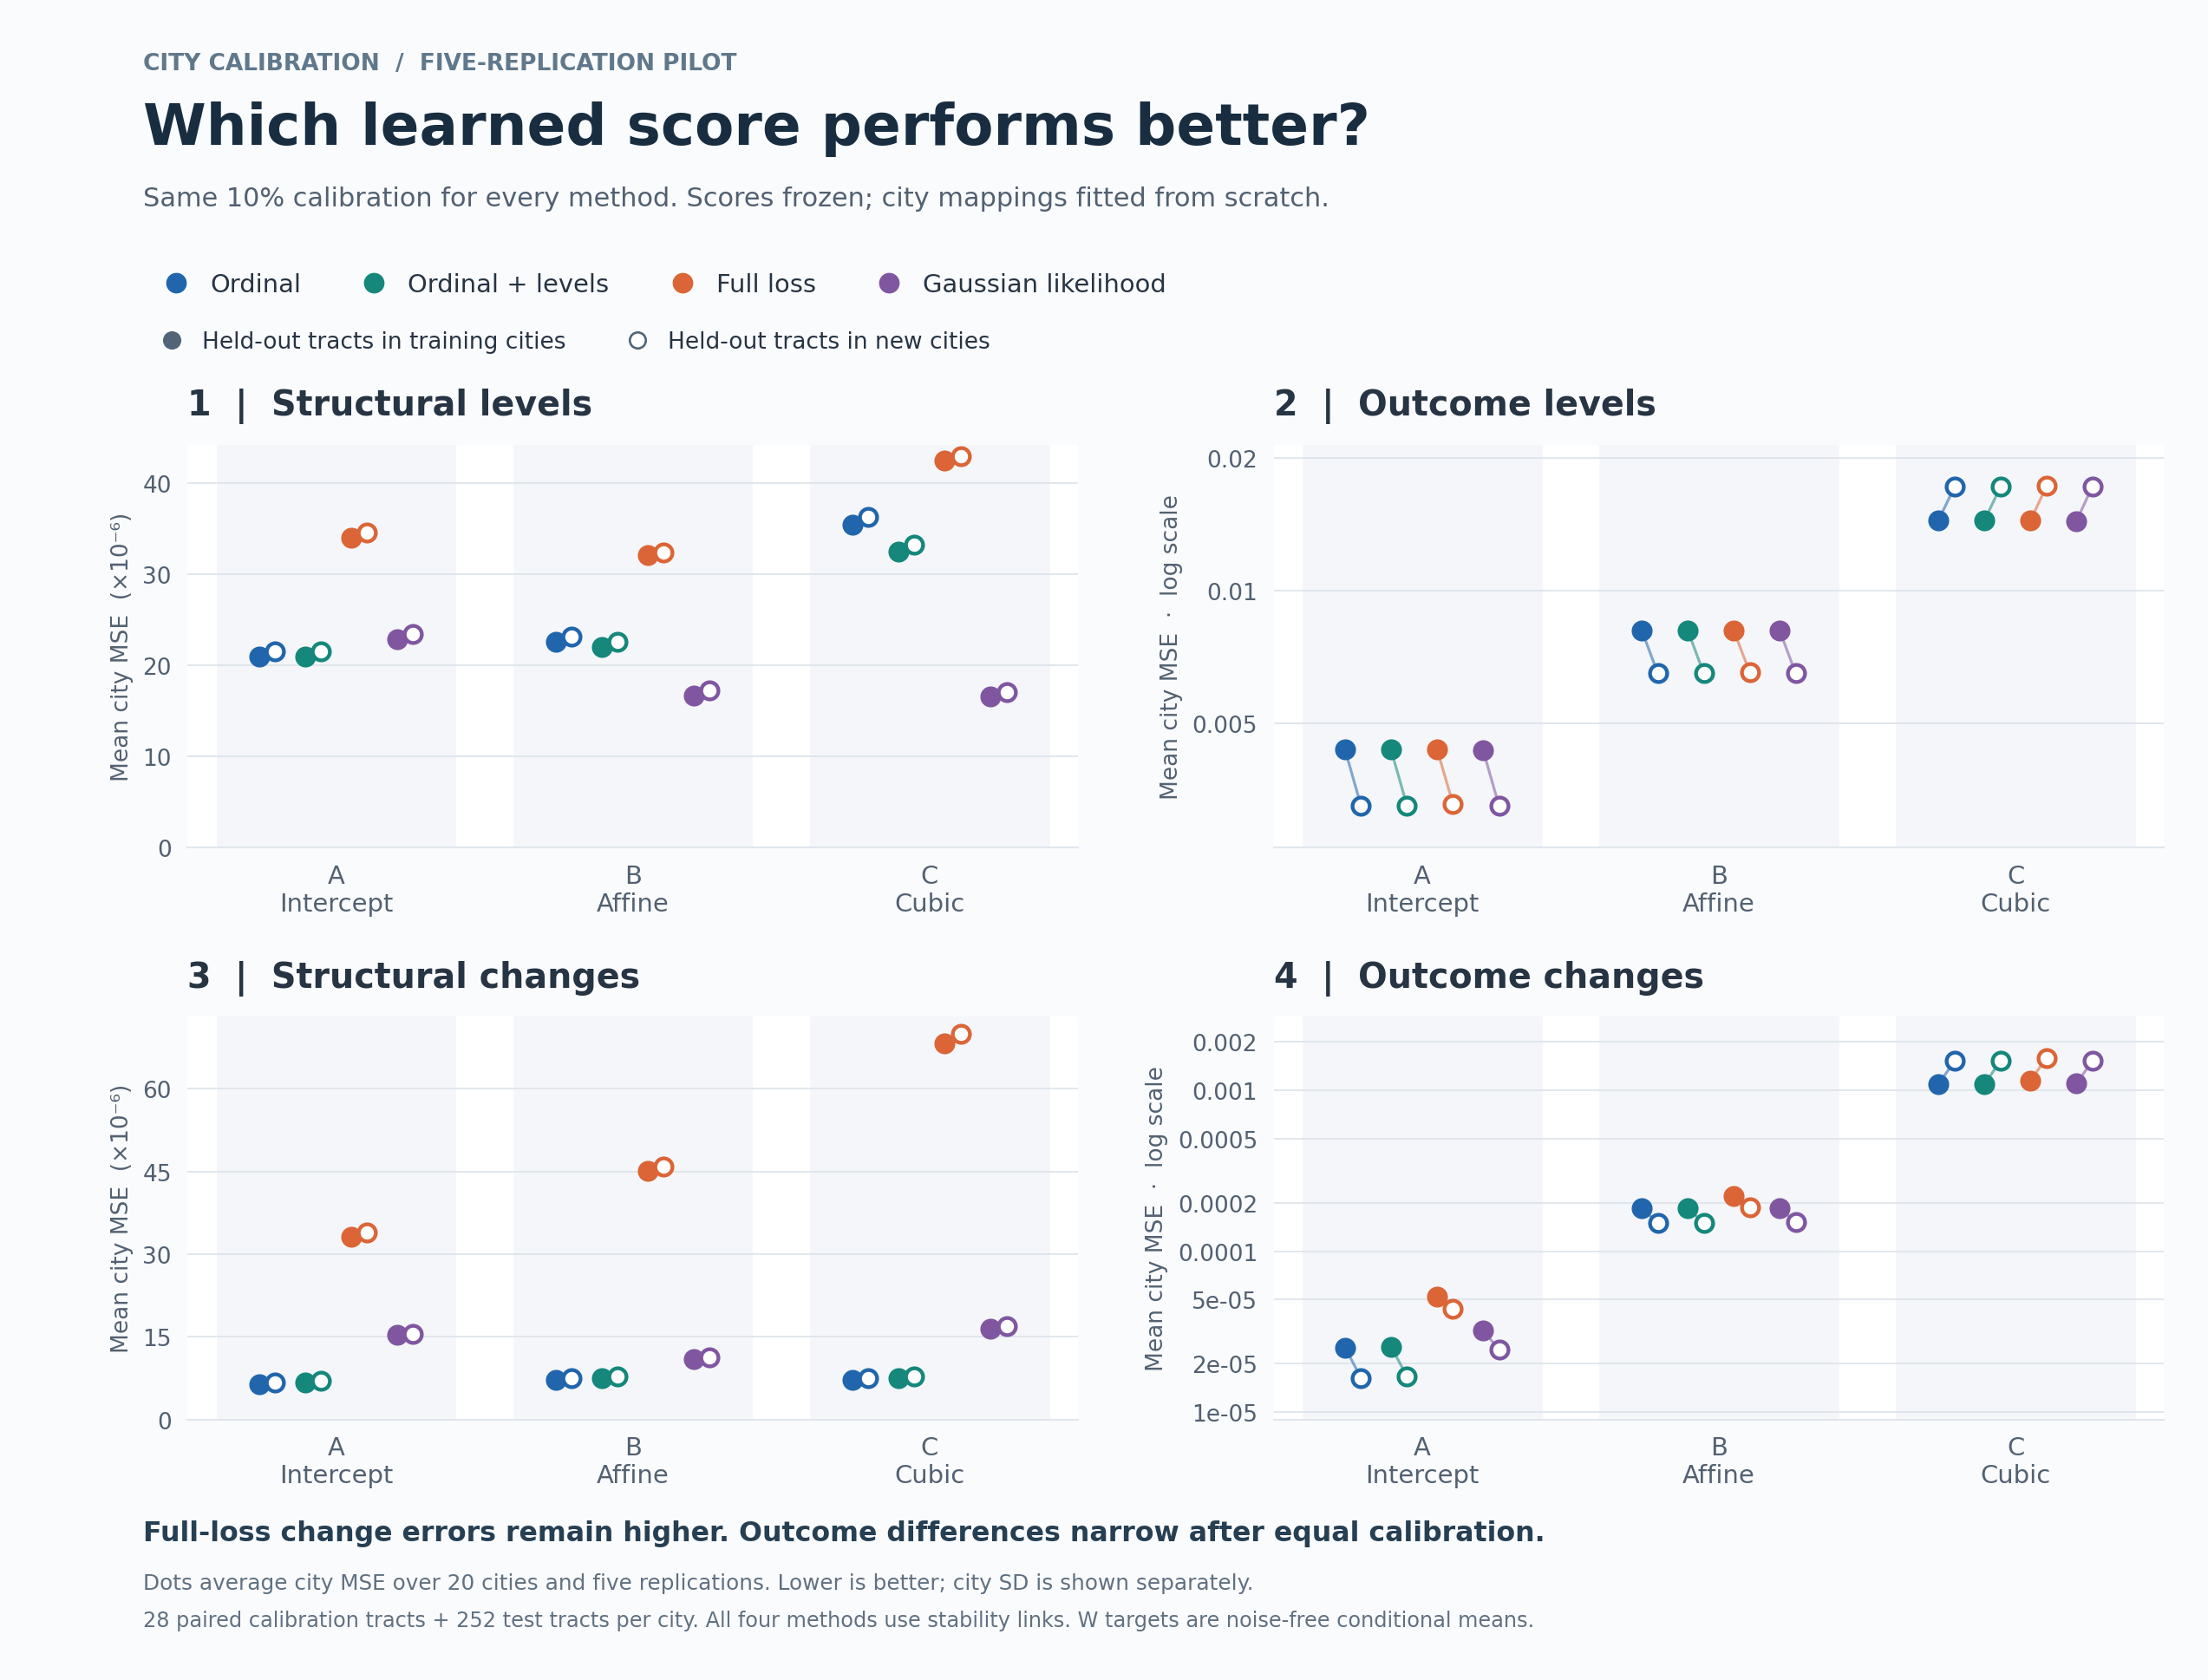 CITY CALIBRATION / FIVE-REPLICATION PILOT
Which learned score performs better?
Same 10% calibration for every method. Scores frozen; city mappings fitted from scratch.
Ordinal
Ordinal + levels
Full loss
Gaussian likelihood
Held-out tracts in training cities
Held-out tracts in new cities
1 | Structural levels
Mean city MSE (×10⁻⁶)
40
30
20
10
0
A
Intercept
B
Affine
C
Cubic
2 | Outcome levels
Mean city MSE · log scale
0.02
0.01
0.005
A
Intercept
B
Affine
C
Cubic
3 | Structural changes
Mean city MSE (×10⁻⁶)
60
45
30
15
0
A
Intercept
B
Affine
C
Cubic
4 | Outcome changes
Mean city MSE · log scale
0.002
0.001
0.0005
0.0002
0.0001
5e-05
2e-05
1e-05
A
Intercept
B
Affine
C
Cubic
Full-loss change errors remain higher. Outcome differences narrow after equal calibration.
Dots average city MSE over 20 cities and five replications. Lower is better; city SD is shown separately.
28 paired calibration tracts + 252 test tracts per city. All four methods use stability links. W targets are noise-free conditional means.